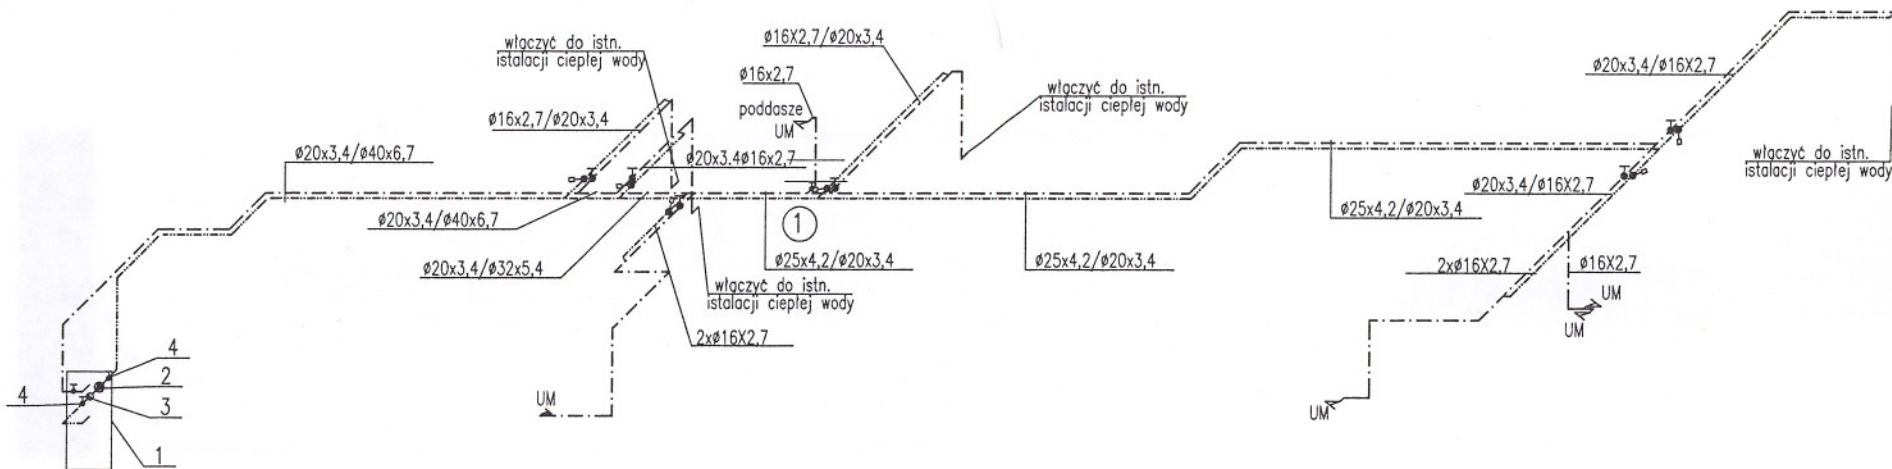 włączyć do istn.
istalacji ciepłej wody
ø16X2,7/ø20x3,4
ø16x2,7
poddasze
UM
włączyć do istn.
istalacji ciepłej wody
ø20x3,4/ø16X2,7
ø16x2,7/ø20x3,4
ø20x3,4/ø40x6,7
ø20x3.4ø16x2,7
włączyć do istn.
istalacji ciepłej wody
ø20x3,4/ø16X2,7
ø20x3,4/ø40x6,7
1
ø25x4,2/ø20x3,4
ø20x3,4/ø32x5,4
ø25x4,2/ø20x3,4
ø25x4,2/ø20x3,4
2xø16X2,7
ø16X2,7
włączyć do istn.
istalacji ciepłej wody
UM
UM
2xø16X2,7
4
2
4
3
1
UM
UM